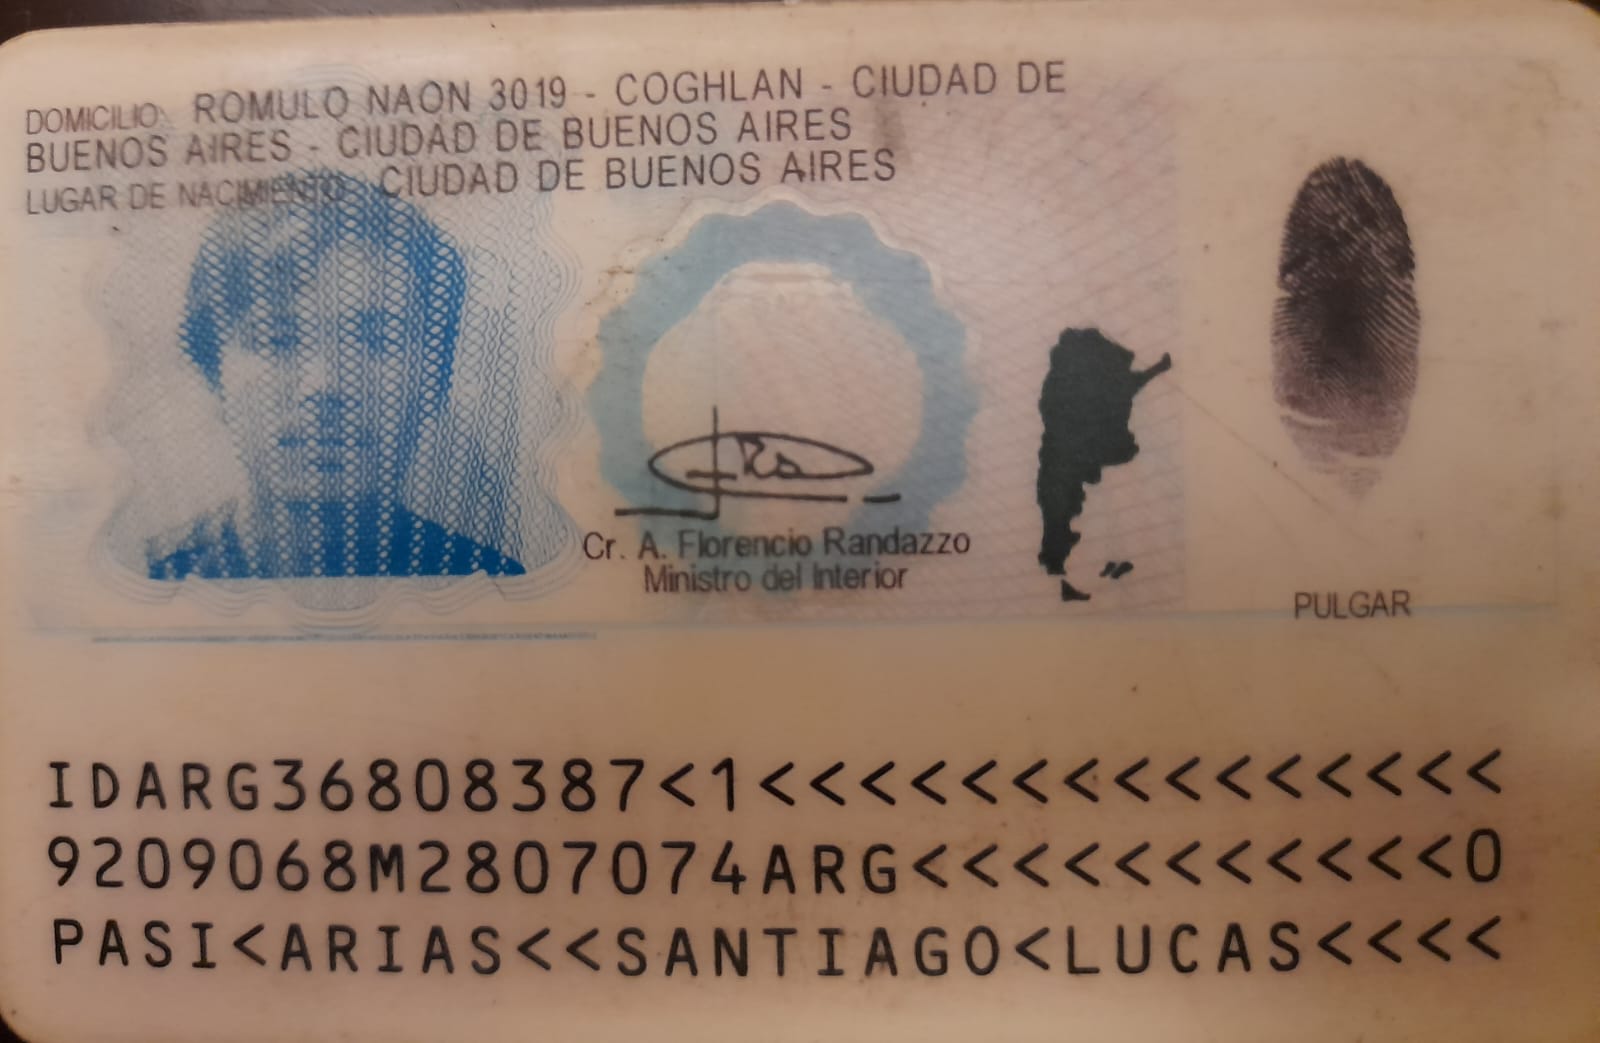 DOMICILIO: ROMULO NAON 3019 - COGHLAN - CIUDAD DE
BUENOS AIRES - CIUDAD DE BUENOS AIRES
LUGAR DE NACIMIENTO: CIUDAD DE BUENOS AIRES
Cr. A. Florencio Randazzo
Ministro del Interior
PULGAR
IDARG36808387<1<<<<<<<<<<<<<<<
9209068M2807074ARG<<<<<<<<<<<0
PASI<ARIAS<<SANTIAGO<LUCAS<<<<